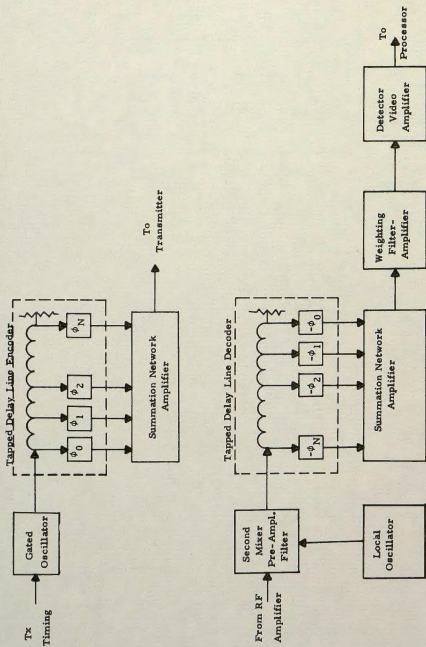 Tapped Delay Line Encoder
Tx
Timing
Gated
Oscillator
ϕ0
ϕ1
ϕ2
ϕN
Summation Network
Amplifier
To
Transmitter
Tapped Delay Line Decoder
From RF
Amplifier
Second
Mixer
Pre-Ampl.
Filter
Local
Oscillator
-ϕN
-ϕ2
-ϕ1
-ϕ0
Summation Network
Amplifier
Weighting
Filter-
Amplifier
Detector
Video
Amplifier
To
Processor